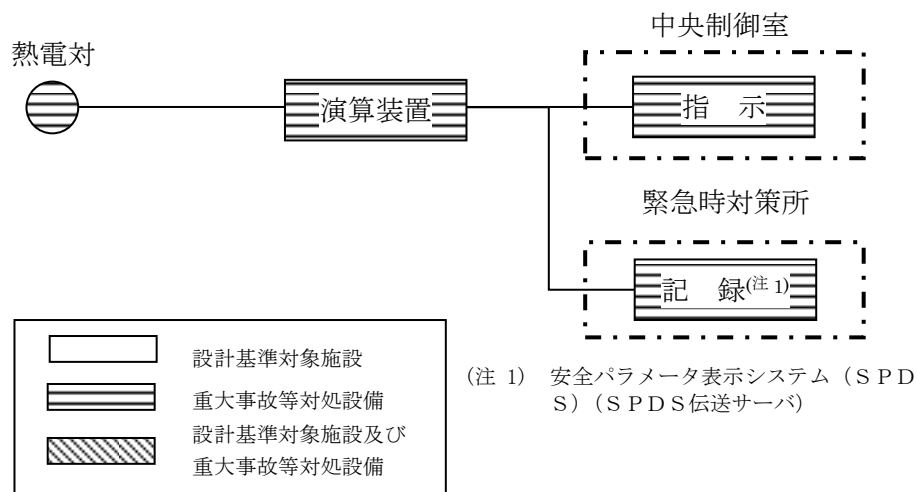 中央制御室
熱電対
演算装置
指 示
緊急時対策所
記 録(注 1)
設計基準対象施設
重大事故等対処設備
設計基準対象施設及び
重大事故等対処設備
(注 1) 安全パラメータ表示システム（ＳＰＤ
Ｓ）（ＳＰＤＳ伝送サーバ）